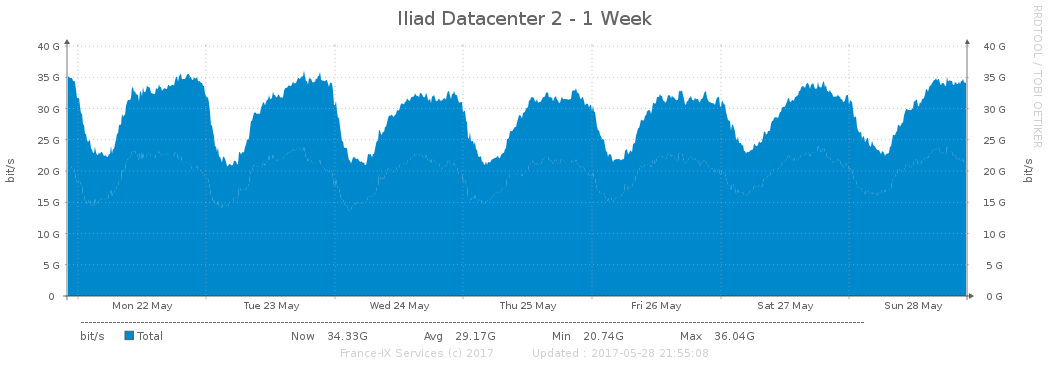 Iliad Datacenter 2 - 1 Week
RRDTOOL / TOBI OETIKER
40 G 40 G
35 G 35 G
30 G 30 G
25 G 25 G
20 G 20 G
15 G 15 G
10 G 10 G
5 G 5 G
0 0 G
bit/s bit/s
Mon 22 May Tue 23 May Wed 24 May Thu 25 May Fri 26 May Sat 27 May Sun 28 May
bit/s Total Now 34.33G Avg 29.17G Min 20.74G Max 36.04G
France-IX Services (c) 2017 Updated : 2017-05-28 21:55:08